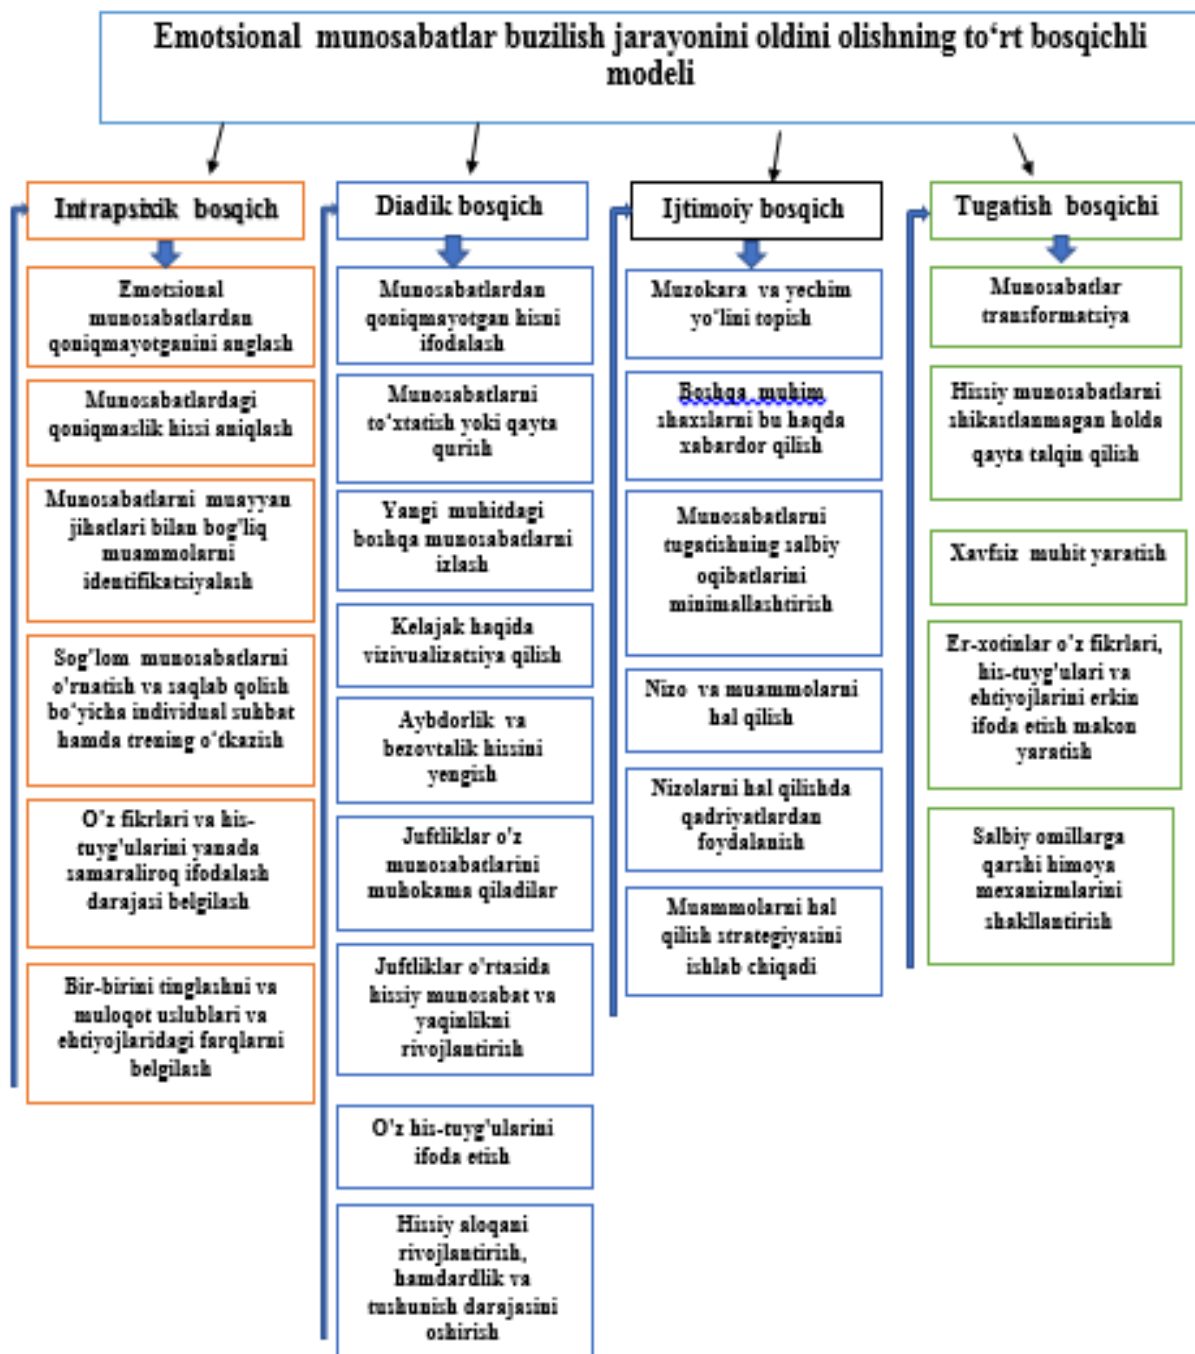 Emotsional munosabatlar buzilish jarayonini oldini olishning to‘rt bosqichli
modeli
Intrapsixik bosqich
Emotsional
munosabatlardan
qoniqmayotganini anglash
Munosabatlardagi
qoniqmaslik hissi aniqlash
Munosabatlarni muayyan
jihatlari bilan bog'liq
muammolarni
identifikatsiyalash
Sog'lom munosabatlarni
o'rnatish va saqlab qolish
bo‘yicha individual suhbat
hamda trening o‘tkazish
O'z fikrlari va his-
tuyg'ularini yanada
samaraliroq ifodalash
darajasi belgilash
Bir-birini tinglashni va
muloqot uslublari va
ehtiyojlaridagi farqlarni
belgilash
Diadik bosqich
Munosabatlardan
qoniqmayotgan hisni
ifodalash
Munosabatlarni
to‘xtatish yoki qayta
qurish
Yangi muhitdagi
boshqa munosabatlarni
izlash
Kelajak haqida
vizivualizatsiya qilish
Aybdorlik va
bezovtalik hissini
yengish
Juftliklar o'z
munosabatlarini
muhokama qiladilar
Juftliklar o'rtasida
hissiy munosabat va
yaqinlikni
rivojlantirish
O'z his-tuyg'ularini
ifoda etish
Hissiy aloqani
rivojlantirish,
hamdardlik va
tushunish darajasini
oshirish
Ijtimoiy bosqich
Muzokara va yechim
yo‘lini topish
Boshqa muhim
shaxslarni bu haqda
xabardor qilish
Munosabatlarni
tugatishning salbiy
oqibatlarini
minimallashtirish
Nizo va muammolarni
hal qilish
Nizolarni hal qilishda
qadriyatlardan
foydalanish
Muammolarni hal
qilish strategiyasini
ishlab chiqadi
Tugatish bosqichi
Munosabatlar
transformatsiya
Hissiy munosabatlarni
shikastlanmagan holda
qayta talqin qilish
Xavfsiz muhit yaratish
Er-xotinlar o'z fikrlari,
his-tuyg'ulari va
ehtiyojlarini erkin
ifoda etish makon
yaratish
Salbiy omillarga
qarshi himoya
mexanizmlarini
shakllantirish